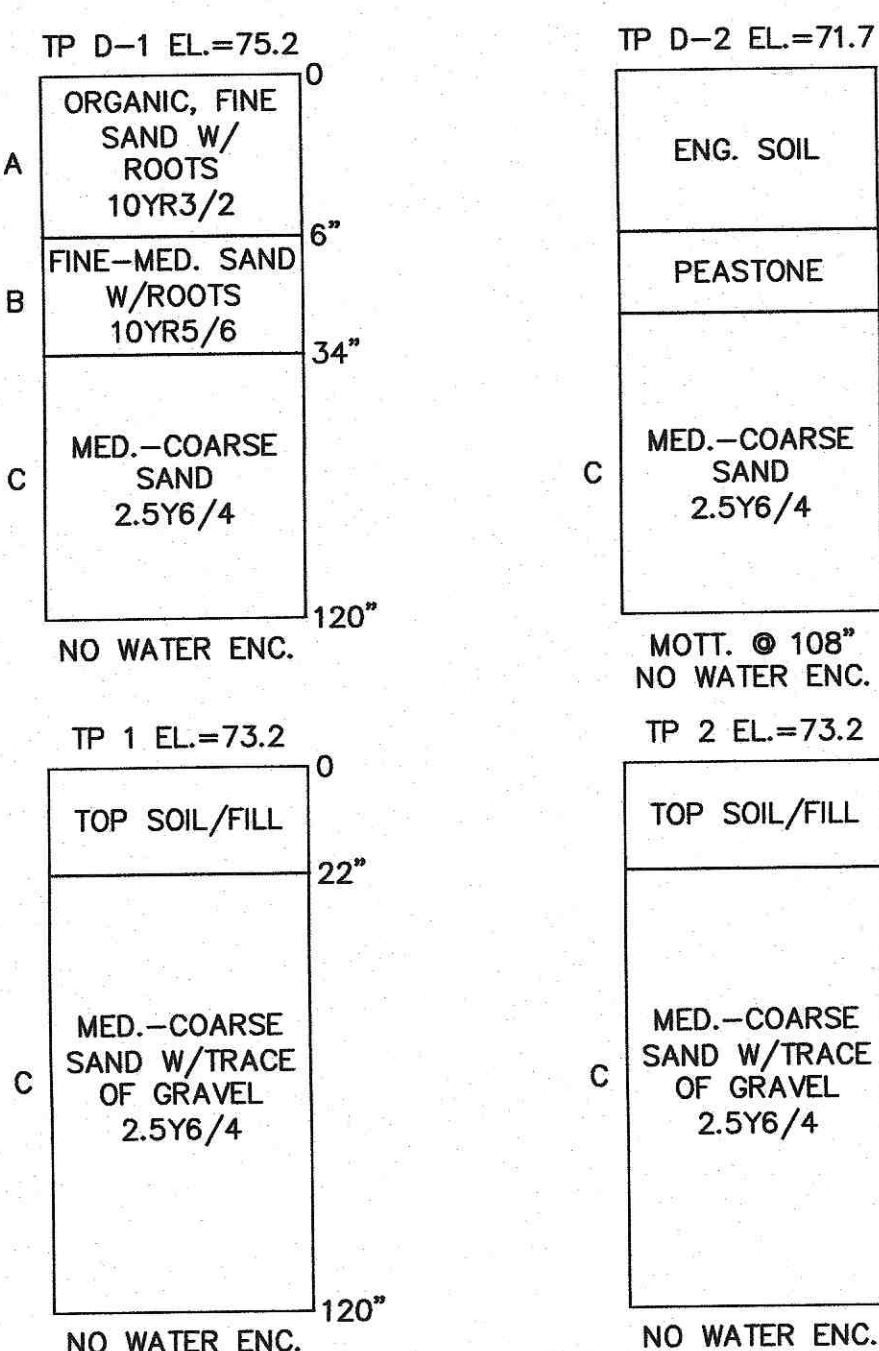 TP D-1 EL.=75.2
0
A
ORGANIC, FINE
SAND W/
ROOTS
10YR3/2
6"
B
FINE-MED. SAND
W/ROOTS
10YR5/6
34"
C
MED.-COARSE
SAND
2.5Y6/4
120"
NO WATER ENC.
TP D-2 EL.=71.7
ENG. SOIL
PEASTONE
C
MED.-COARSE
SAND
2.5Y6/4
MOTT. @ 108"
NO WATER ENC.
TP 1 EL.=73.2
0
TOP SOIL/FILL
22"
C
MED.-COARSE
SAND W/TRACE
OF GRAVEL
2.5Y6/4
120"
NO WATER ENC.
TP 2 EL.=73.2
TOP SOIL/FILL
C
MED.-COARSE
SAND W/TRACE
OF GRAVEL
2.5Y6/4
NO WATER ENC.